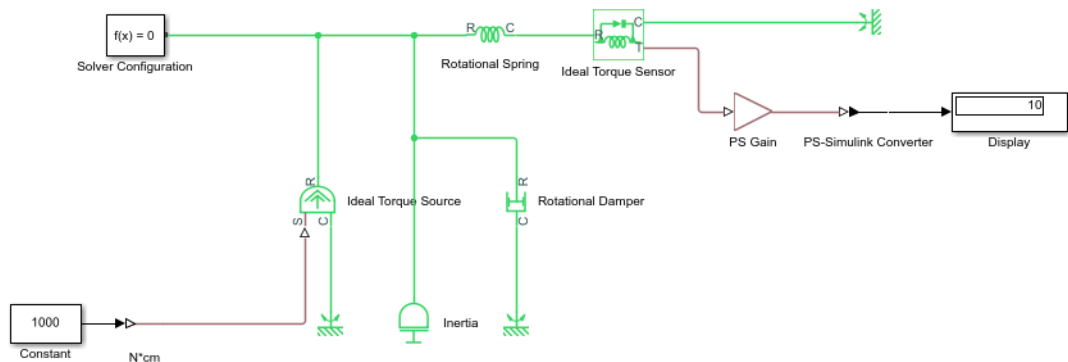 f(x) = 0
Solver Configuration
R
C
Rotational Spring
R
C
T
Ideal Torque Sensor
PS Gain
PS-Simulink Converter
10
Display
R
S
C
Ideal Torque Source
R
C
Rotational Damper
Inertia
1000
Constant
N*cm